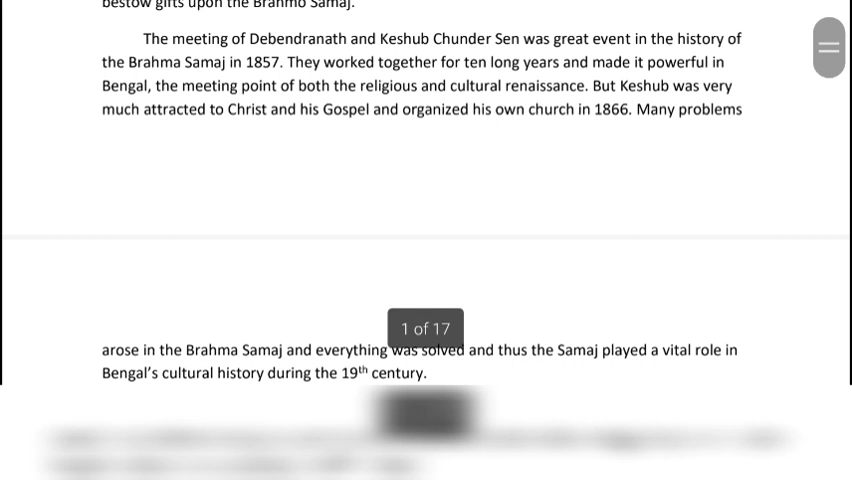 bestow gifts upon the Brahmo Samaj.
The meeting of Debendranath and Keshub Chunder Sen was great event in the history of
the Brahma Samaj in 1857. They worked together for ten long years and made it powerful in
Bengal, the meeting point of both the religious and cultural renaissance. But Keshub was very
much attracted to Christ and his Gospel and organized his own church in 1866. Many problems
1 of 17
arose in the Brahma Samaj and everything was solved and thus the Samaj played a vital role in
Bengal's cultural history during the 19th century.